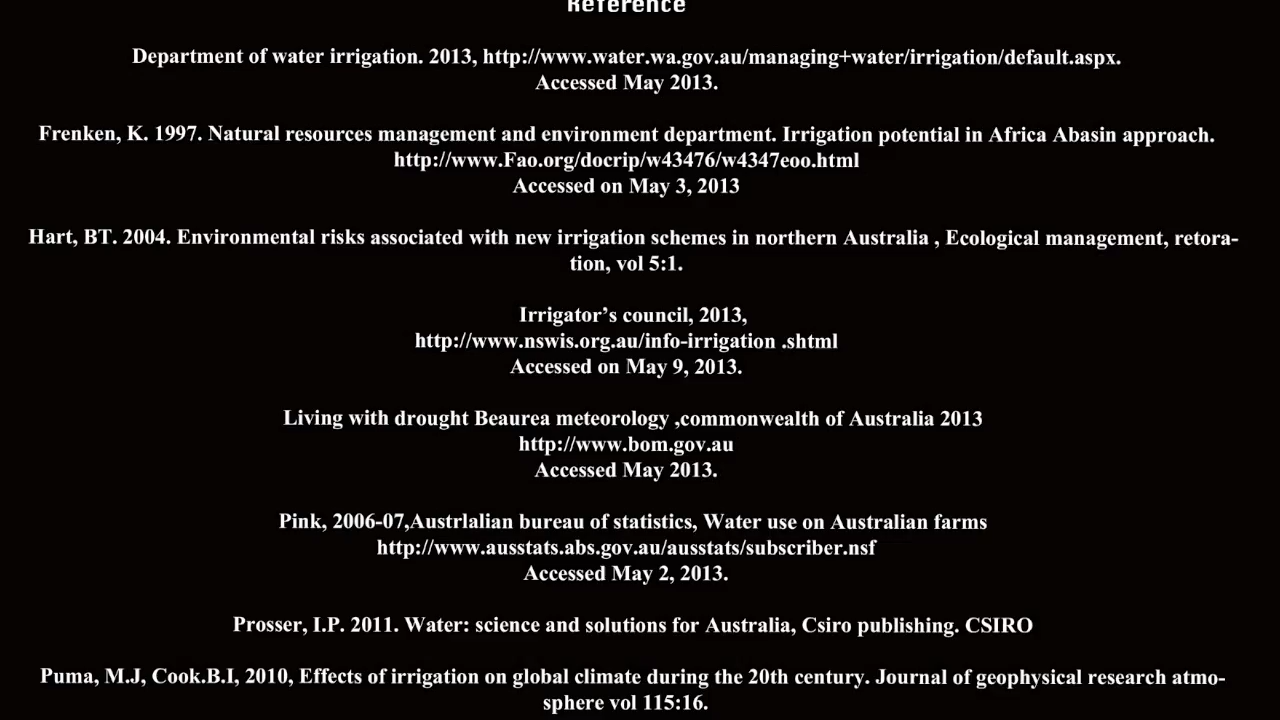 Reference
Department of water irrigation. 2013, http://www.water.wa.gov.au/managing+water/irrigation/default.aspx.
Accessed May 2013.
Frenken, K. 1997. Natural resources management and environment department. Irrigation potential in Africa Abasin approach.
http://www.Fao.org/docrip/w43476/w4347eoo.html
Accessed on May 3, 2013
Hart, BT. 2004. Environmental risks associated with new irrigation schemes in northern Australia , Ecological management, retora-
tion, vol 5:1.
Irrigator’s council, 2013,
http://www.nswis.org.au/info-irrigation .shtml
Accessed on May 9, 2013.
Living with drought Beaurea meteorology ,commonwealth of Australia 2013
http://www.bom.gov.au
Accessed May 2013.
Pink, 2006-07,Austrlalian bureau of statistics, Water use on Australian farms
http://www.ausstats.abs.gov.au/ausstats/subscriber.nsf
Accessed May 2, 2013.
Prosser, I.P. 2011. Water: science and solutions for Australia, Csiro publishing. CSIRO
Puma, M.J, Cook.B.I, 2010, Effects of irrigation on global climate during the 20th century. Journal of geophysical research atmo-
sphere vol 115:16.